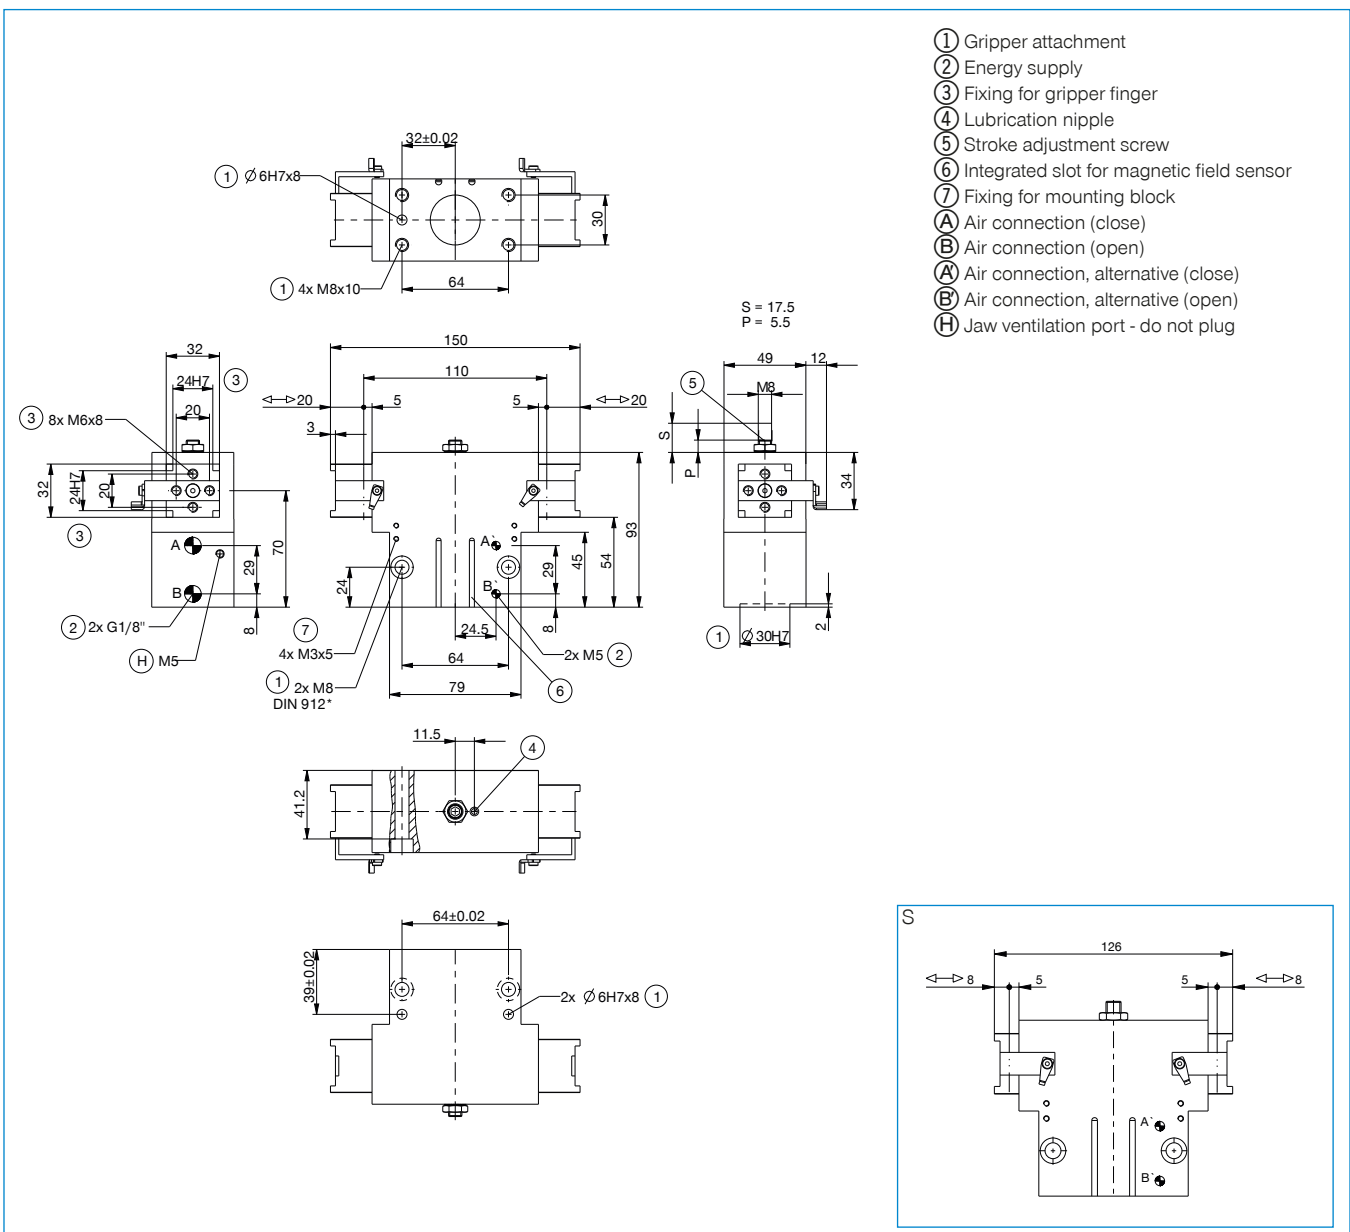 ① Gripper attachment
② Energy supply
③ Fixing for gripper finger
④ Lubrication nipple
⑤ Stroke adjustment screw
⑥ Integrated slot for magnetic field sensor
⑦ Fixing for mounting block
Ⓐ Air connection (close)
Ⓑ Air connection (open)
A' Air connection, alternative (close)
B' Air connection, alternative (open)
Ⓗ Jaw ventilation port - do not plug
32±0.02
① Ø 6H7x8
30
① 4x M8x10
64
S = 17.5
P = 5.5
32
24H7 ③
20
③ 8x M6x8
32
24H7
20
③
A
B
70
29
8
② 2x G1/8"
Ⓗ M5
150
110
20
5
5
20
3
A`
B`
24
93
54
45
29
8
24.5
⑦
4x M3x5
64
2x M5 ②
① 2x M8
DIN 912*
79
⑥
49
12
⑤
M8
S
P
34
2
① Ø 30H7
11.5
④
41.2
64±0.02
39±0.02
2x Ø 6H7x8 ①
S
126
8
5
5
8
A`
B`